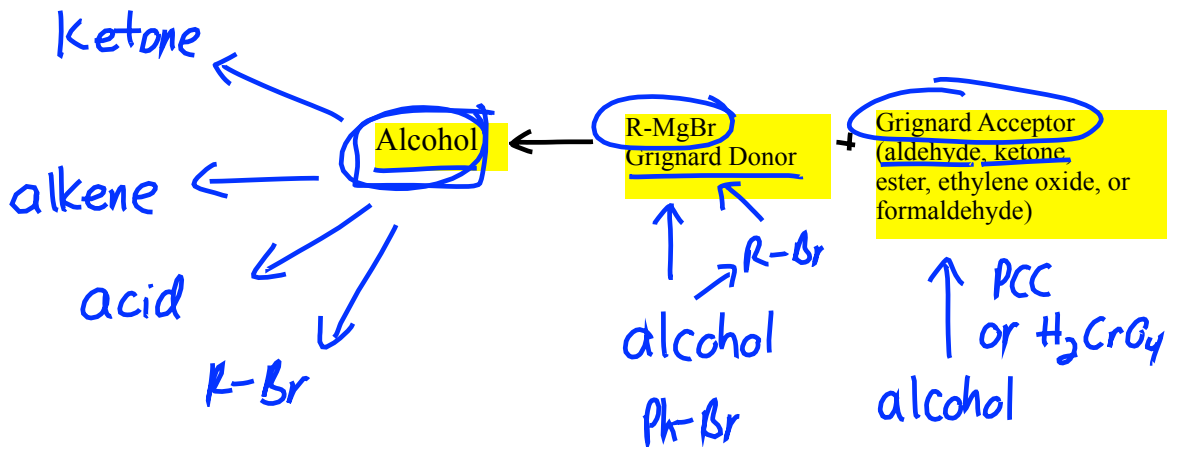 Ketone
Alcohol
R-MgBr
Grignard Donor
+
Grignard Acceptor
(aldehyde, ketone,
ester, ethylene oxide, or
formaldehyde)
alkene
acid
R-Br
R-Br
alcohol
Ph-Br
PCC
or H₂CrO₄
alcohol